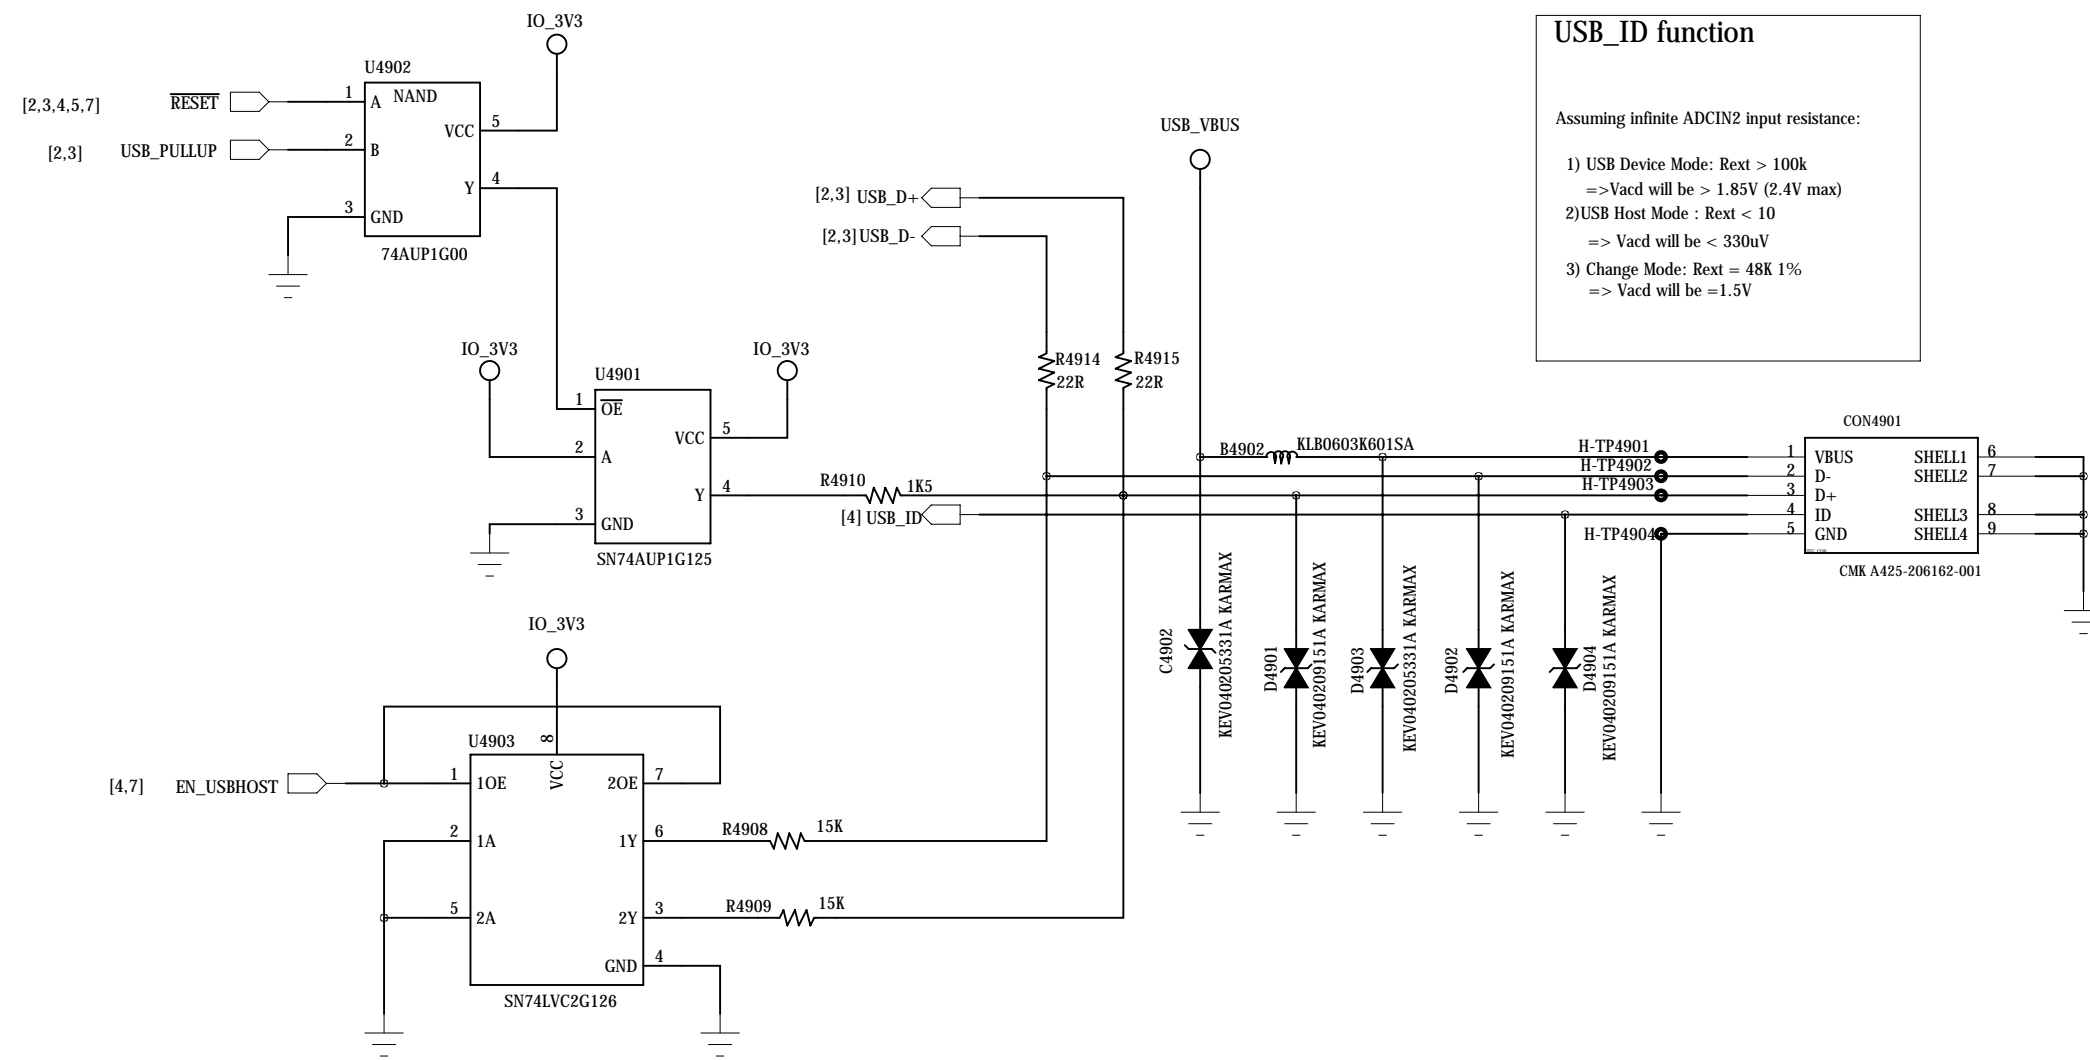 IO_3V3
U4902
[2,3,4,5,7] RESET 1 A NAND
VCC 5
[2,3] USB_PULLUP 2 B
Y 4
3 GND
74AUP1G00
USB_ID function
Assuming infinite ADCIN2 input resistance:
1) USB Device Mode: Rext > 100k
=>Vacd will be > 1.85V (2.4V max)
2)USB Host Mode : Rext < 10
=> Vacd will be < 330uV
3) Change Mode: Rext = 48K 1%
=> Vacd will be =1.5V
USB_VBUS
[2,3] USB_D+
[2,3] USB_D-
R4914
22R
R4915
22R
IO_3V3
IO_3V3
U4901
1 OE
VCC 5
2 A
Y 4
3 GND
SN74AUP1G125
R4910 1K5
[4] USB_ID
B4902 KLB0603K601SA
H-TP4901
H-TP4902
H-TP4903
H-TP4904
CON4901
1 VBUS SHELL1 6
2 D- SHELL2 7
3 D+
4 ID SHELL3 8
5 GND SHELL4 9
CMK A425-206162-001
C4902
KEV040205331A KARMAX
D4901
KEV040209151A KARMAX
D4903
KEV040205331A KARMAX
D4902
KEV040209151A KARMAX
D4904
KEV040209151A KARMAX
IO_3V3
U4903
8
VCC
[4,7] EN_USBHOST 1 1OE 2OE 7
2 1A 1Y 6
R4908 15K
5 2A 2Y 3
R4909 15K
GND 4
SN74LVC2G126